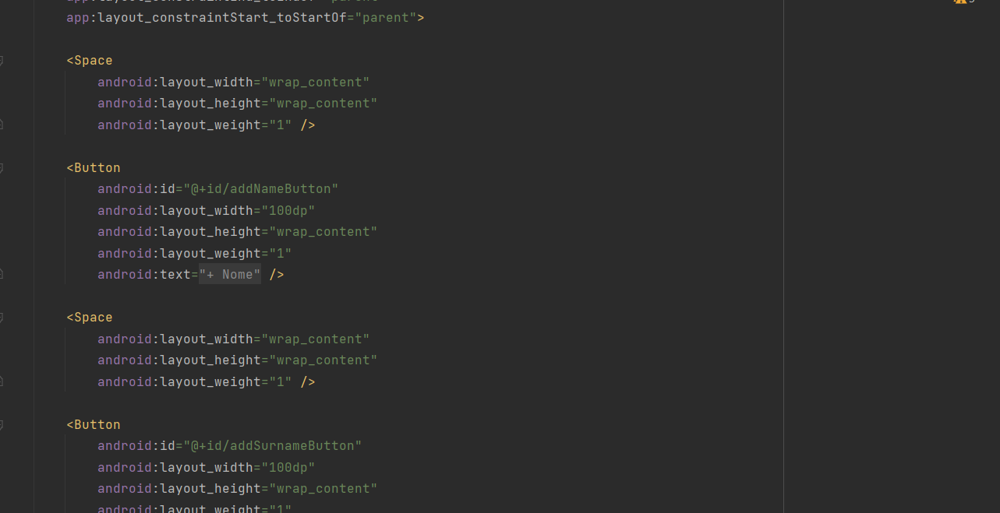 app:layout_constraintStart_toStartOf="parent">
<Space
android:layout_width="wrap_content"
android:layout_height="wrap_content"
android:layout_weight="1" />
<Button
android:id="@+id/addNameButton"
android:layout_width="100dp"
android:layout_height="wrap_content"
android:layout_weight="1"
android:text="+ Nome" />
<Space
android:layout_width="wrap_content"
android:layout_height="wrap_content"
android:layout_weight="1" />
<Button
android:id="@+id/addSurnameButton"
android:layout_width="100dp"
android:layout_height="wrap_content"
android:layout_weight="1"